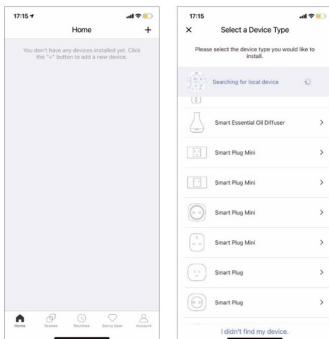 17:15
Home
+
You don't have any devices installed yet. Click
the "+" button to add a new device.
Home
Scenes
Routines
Account
17:15
Select a Device Type
Please select the device type you would like to
install.
Searching for local device
Smart Essential Oil Diffuser
Smart Plug Mini
Smart Plug Mini
Smart Plug Mini
Smart Plug Mini
Smart Plug
Smart Plug
I didn't find my device.